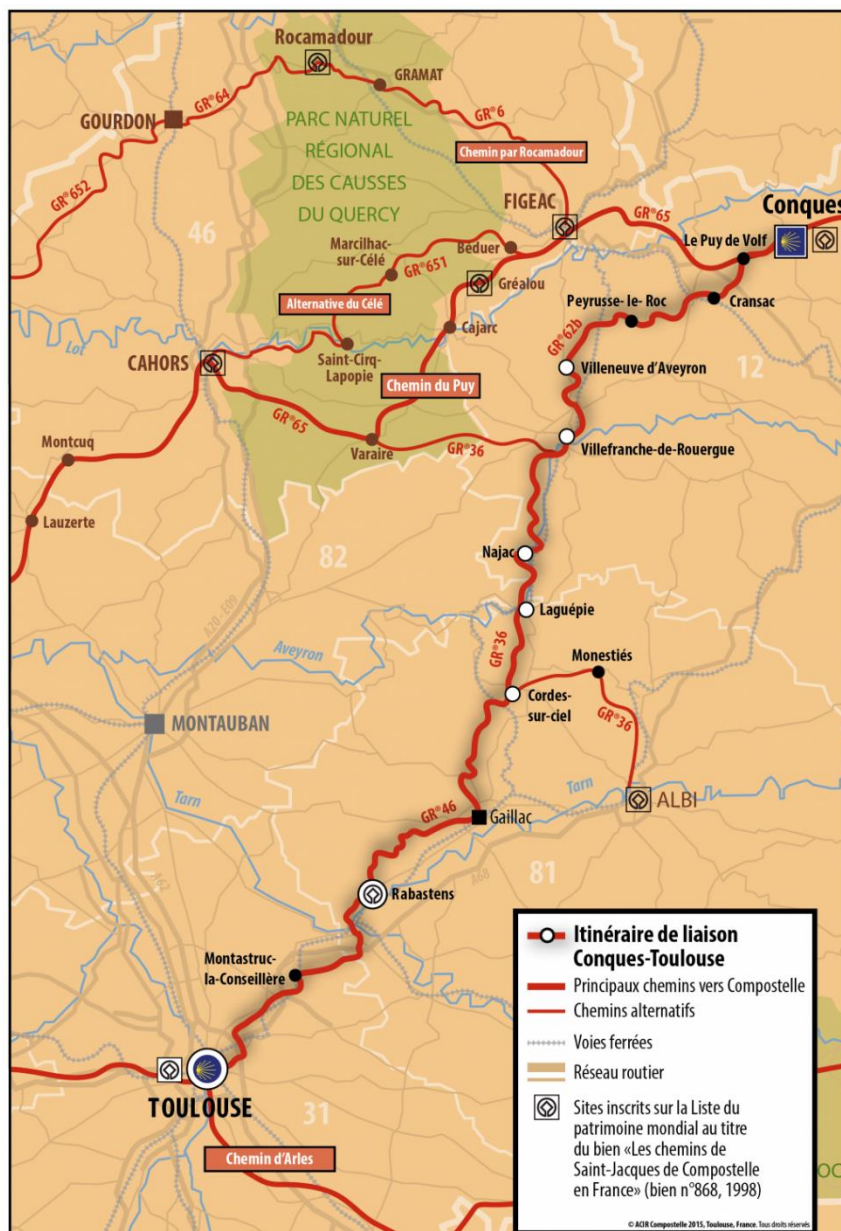 Rocamadour
GRAMAT
GR®64
GOURDON
GR®6
PARC NATUREL
RÉGIONAL
DES CAUSSES
DU QUERCY
Chemin par Rocamadour
GR®652
FIGEAC
GR®65
Conques
46
Marcilhac-
sur-Célé
Béduer
Le Puy de Volf
GR®651
Gréalou
Alternative du Célé
Peyrusse- le- Roc
Cransac
Cajarc
Lot
GR®62b
CAHORS
Saint-Cirq-
Lapopie
Villeneuve d'Aveyron
12
Chemin du Puy
GR®65
Montcuq
Varaire
GR®36
Villefranche-de-Rouergue
Lauzerte
82
Najac
A20 - E09
Laguépie
Aveyron
GR®36
Monestiés
Cordes-
sur-ciel
GR®36
MONTAUBAN
Tarn
Tarn
ALBI
GR®46
Gaillac
A62
A68
81
Rabastens
Montastruc-
la-Conseillère
TOULOUSE
31
Chemin d'Arles
Itinéraire de liaison
Conques-Toulouse
Principaux chemins vers Compostelle
Chemins alternatifs
Voies ferrées
Réseau routier
Sites inscrits sur la Liste du
patrimoine mondial au titre
du bien «Les chemins de
Saint-Jacques de Compostelle
en France» (bien n°868, 1998)
© ACIR Compostelle 2015, Toulouse, France. Tous droits réservés